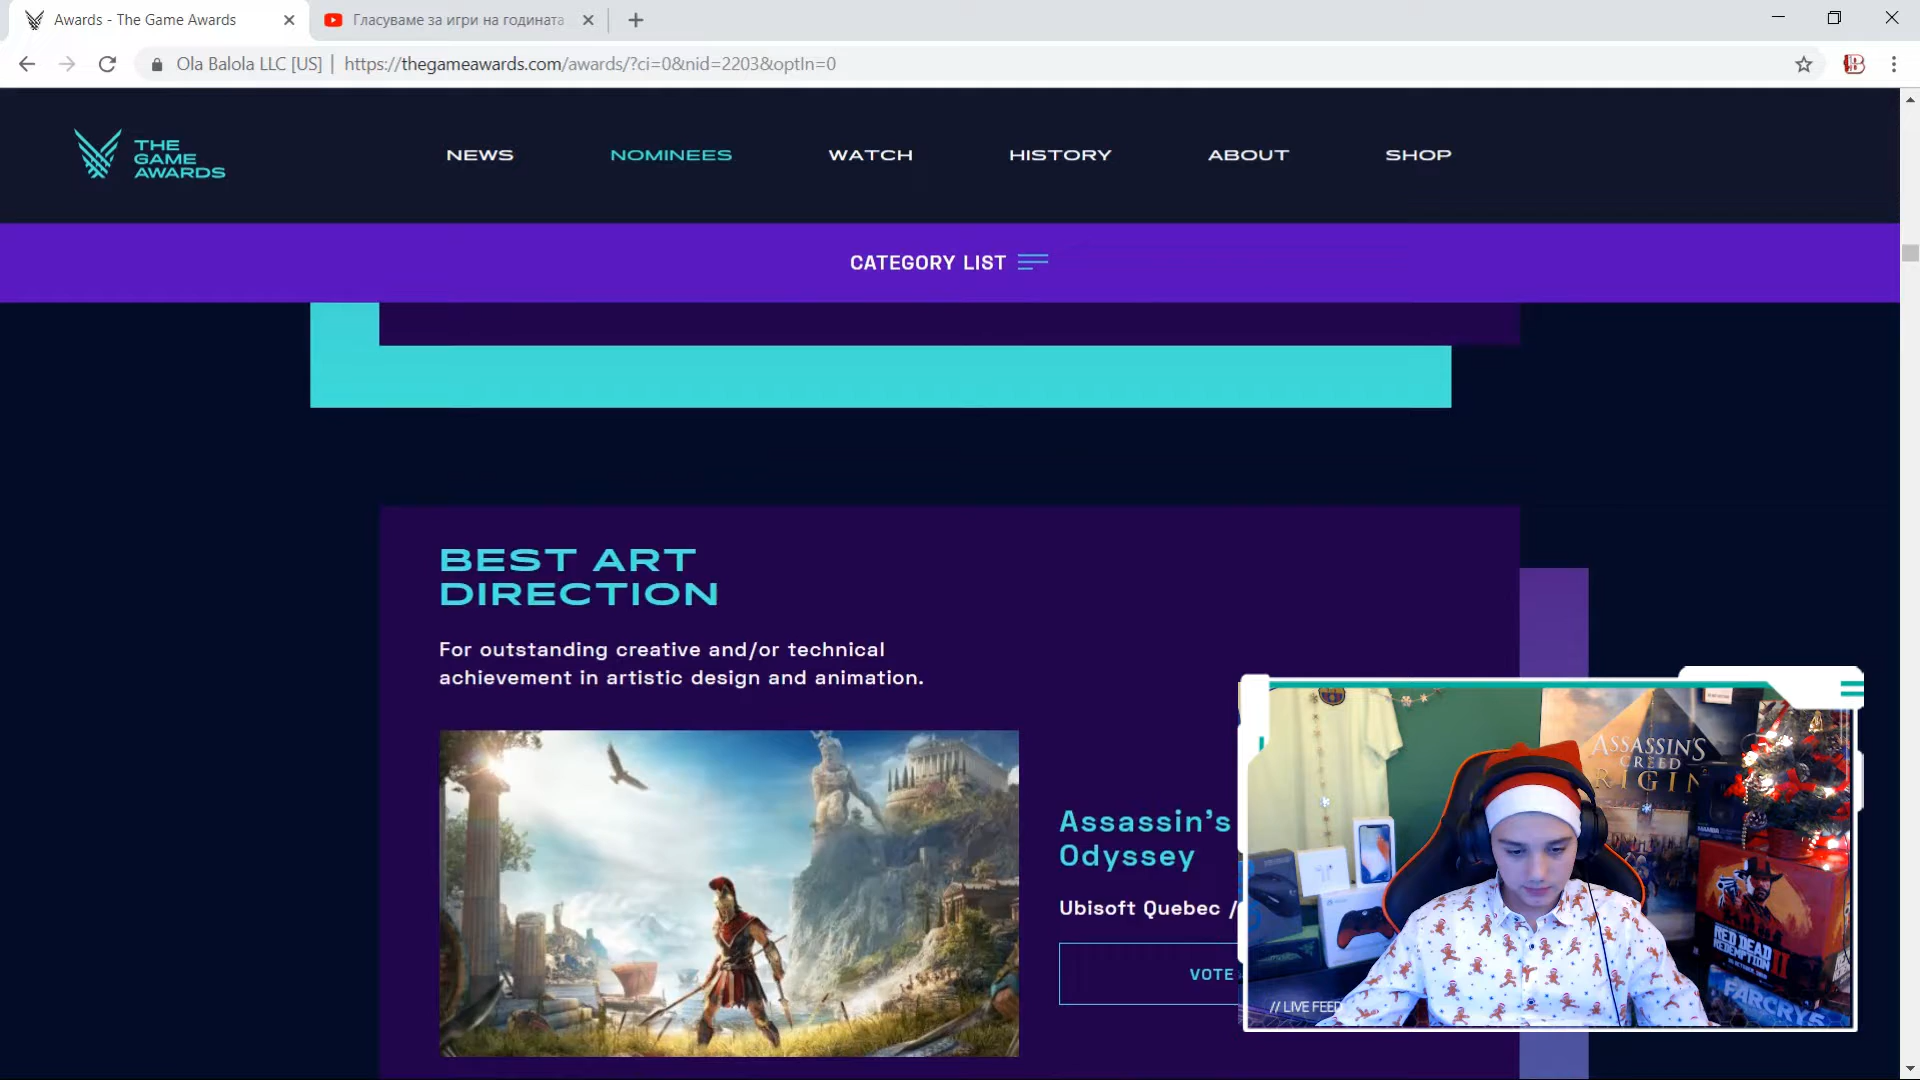 Awards - The Game Awards
Гласуваме за игри на годината
Ola Balola LLC [US]
https://thegameawards.com/awards/?ci=0&nid=2203&optIn=0
THE
GAME
AWARDS
NEWS
NOMINEES
WATCH
HISTORY
ABOUT
SHOP
CATEGORY LIST
BEST ART
DIRECTION
For outstanding creative and/or technical
achievement in artistic design and animation.
Assassin's
Odyssey
Ubisoft Quebec /
VOTE
ASSASSIN'S
CREED
RIGIN
RED DEAD
REDEMPTION
II
FARCRY5
// LIVE FEED